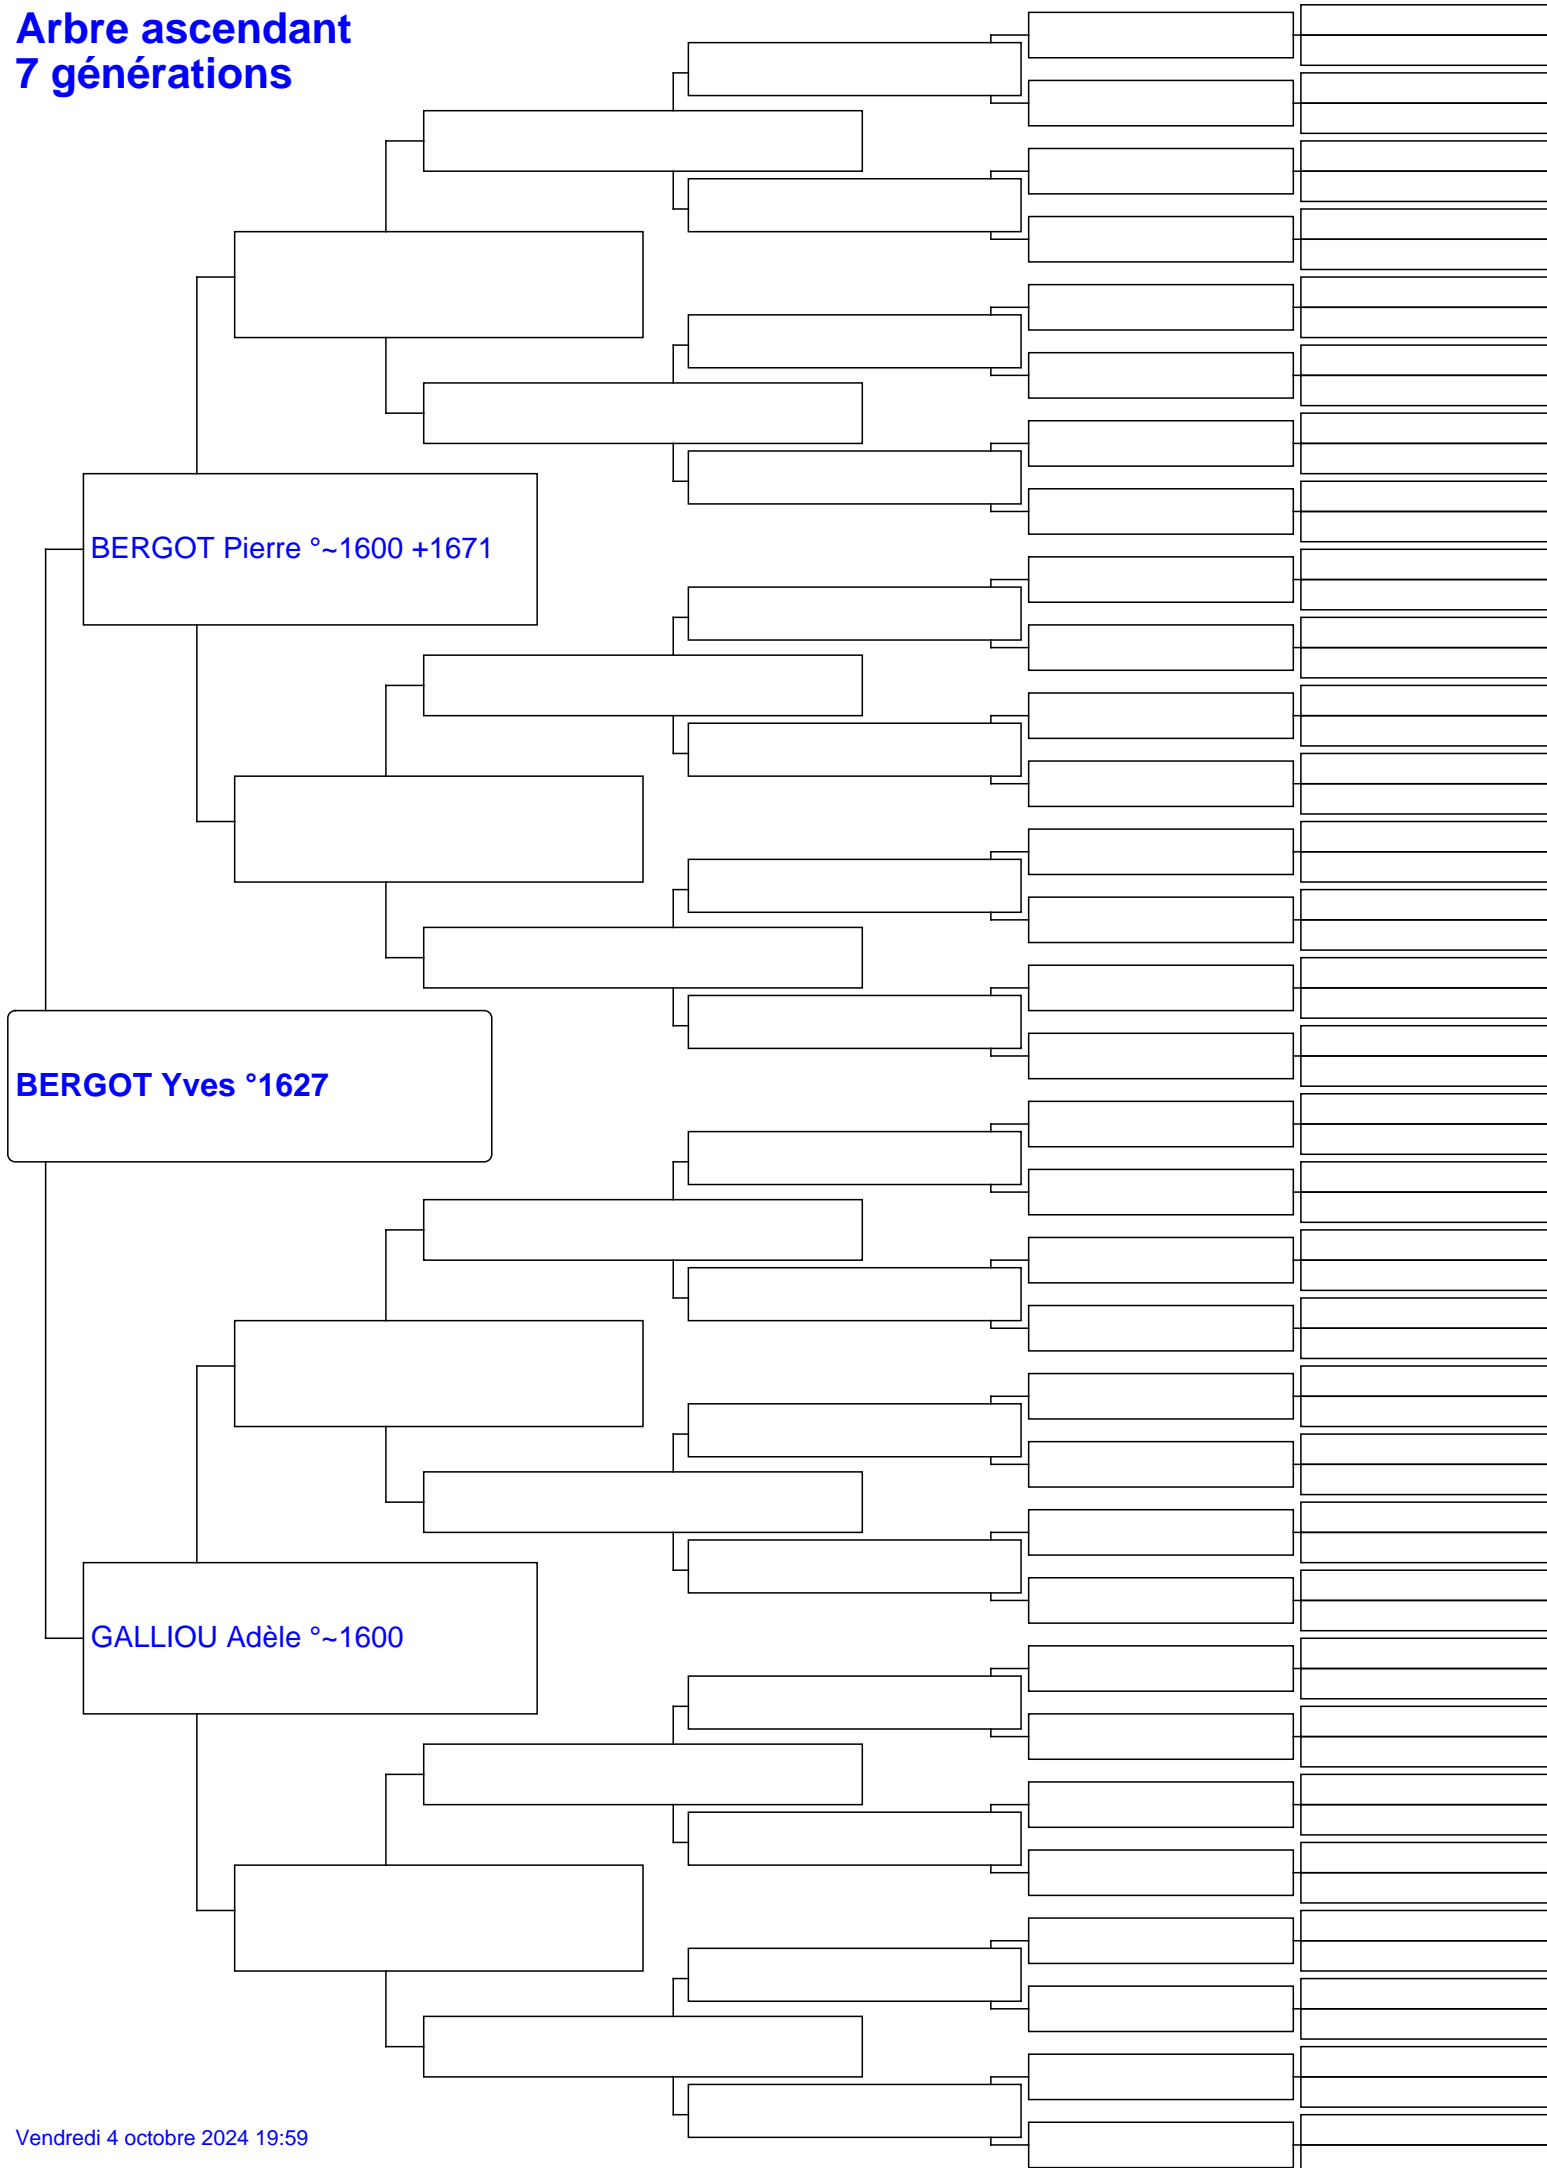 Arbre ascendant
7 générations
BERGOT Pierre °~1600 +1671
BERGOT Yves °1627
GALLIOU Adèle °~1600
Vendredi 4 octobre 2024 19:59